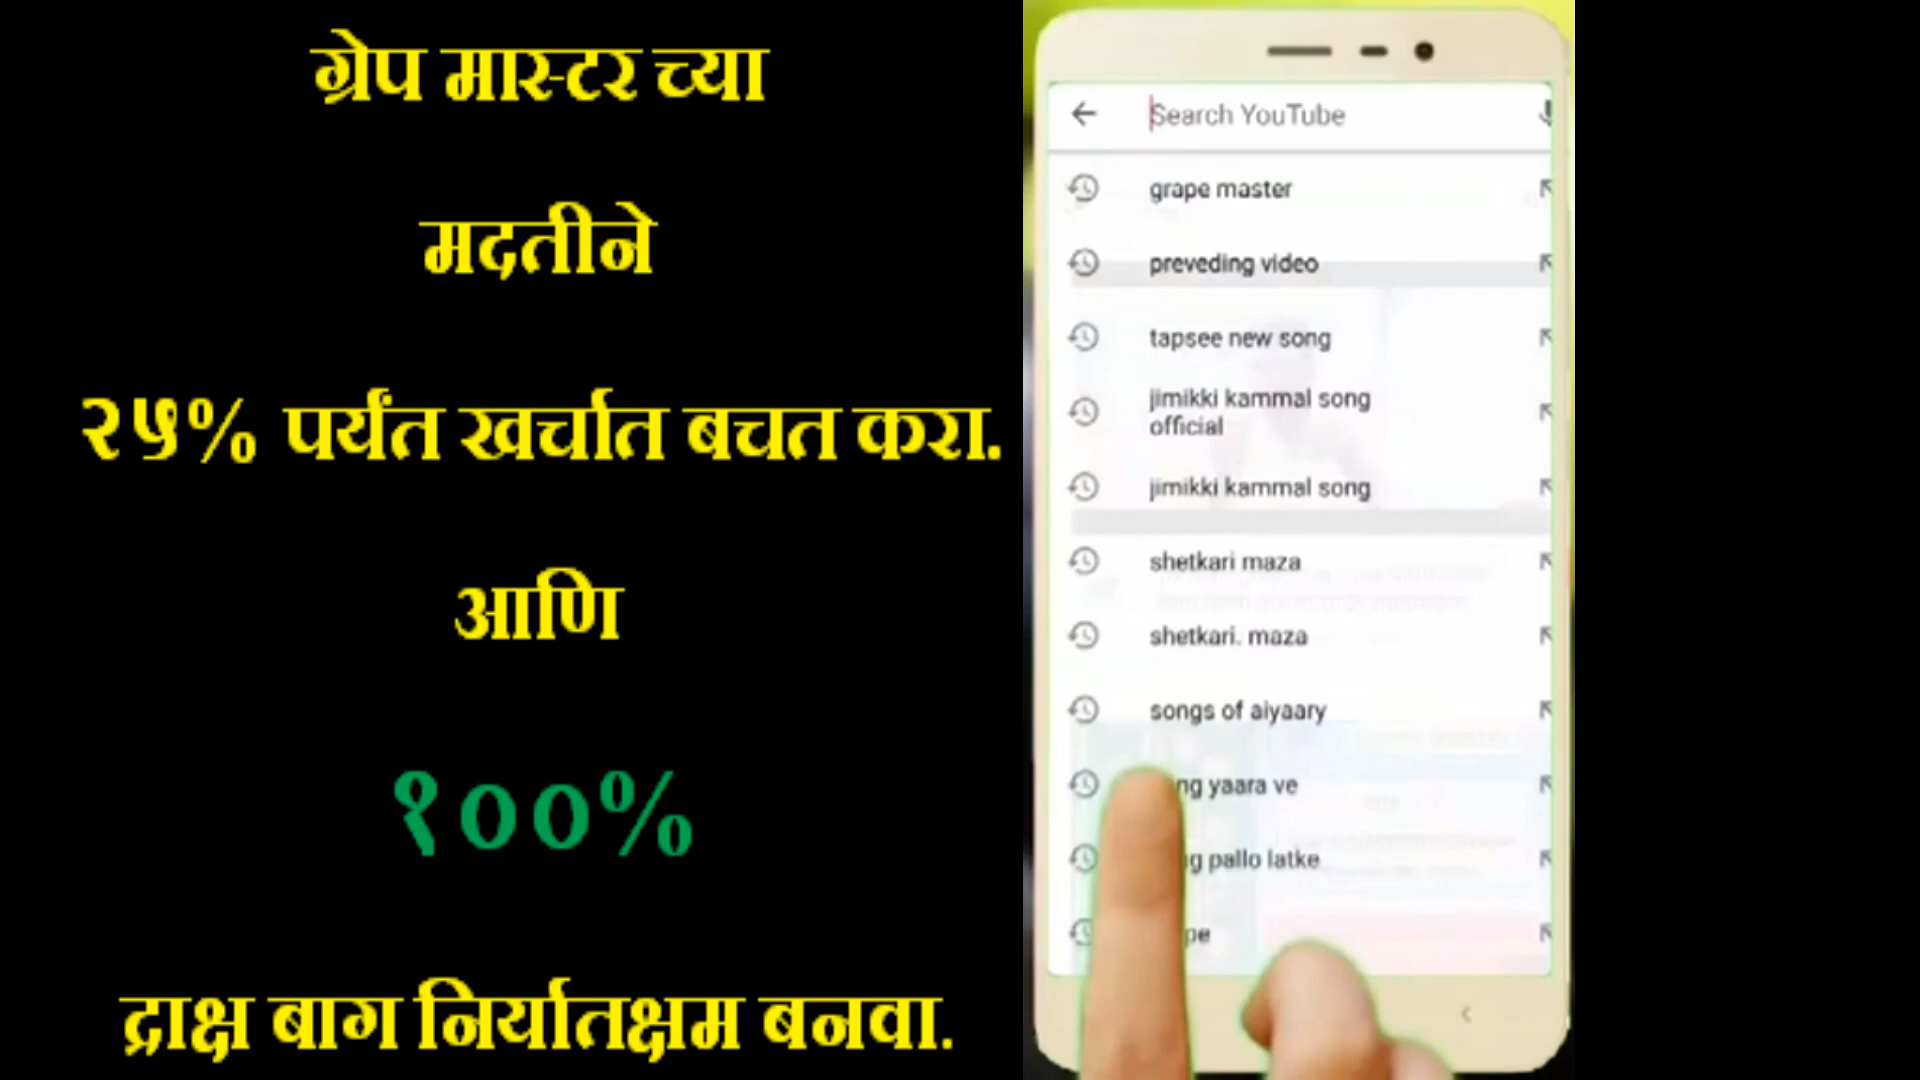 ग्रेप मास्टर च्या
मदतीने
२५% पर्यंत खर्चात बचत करा.
आणि
१००%
द्राक्ष बाग निर्यातक्षम बनवा.
Search YouTube
grape master
preveding video
tapsee new song
jimikki kammal song
official
jimikki kammal song
shetkari maza
shetkari. maza
songs of aiyaary
yaara ve
pallo latke